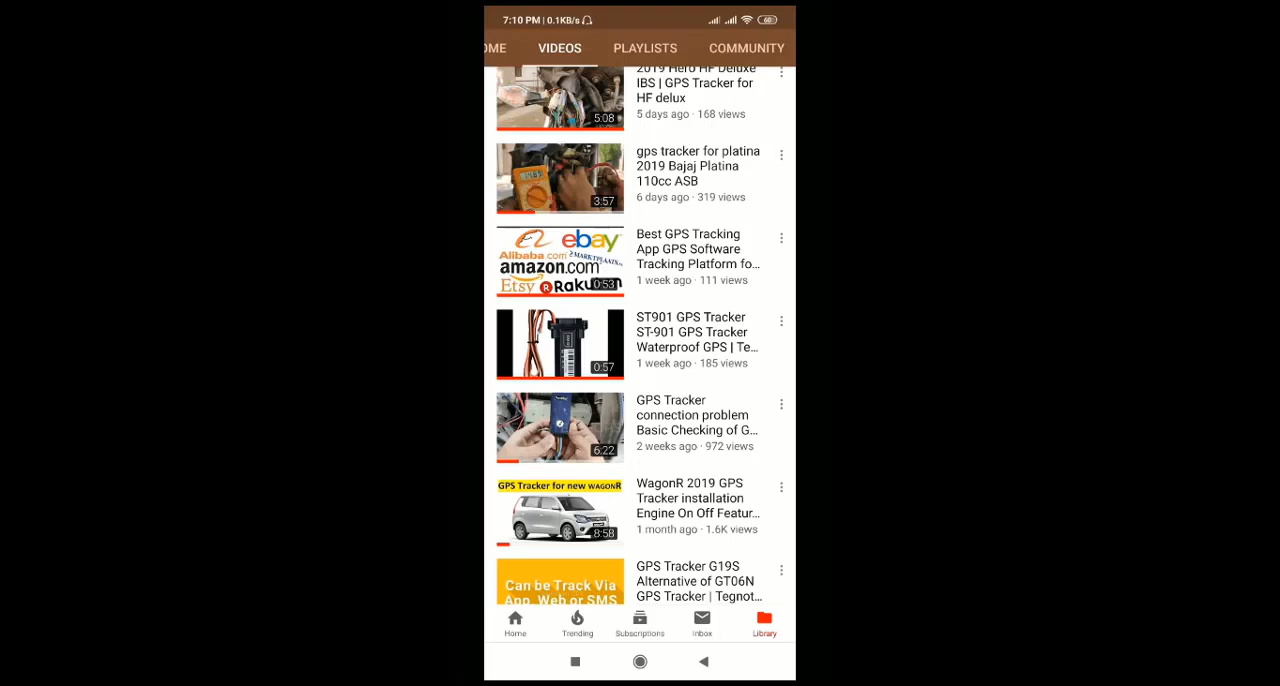 7:10 PM | 0.1KB/s
60
OME
VIDEOS
PLAYLISTS
COMMUNITY
2019 Hero HF Deluxe
IBS | GPS Tracker for
HF delux
5 days ago · 168 views
5:08
gps tracker for platina
2019 Bajaj Platina
110cc ASB
6 days ago · 319 views
3:57
Alibaba.com
ebay
MARKTPLAATS
amazon.com
Etsy
Rakuten
0:53
Best GPS Tracking
App GPS Software
Tracking Platform fo...
1 week ago · 111 views
0:57
ST901 GPS Tracker
ST-901 GPS Tracker
Waterproof GPS | Te...
1 week ago · 185 views
6:22
GPS Tracker
connection problem
Basic Checking of G...
2 weeks ago · 972 views
GPS Tracker for new WAGONR
8:58
WagonR 2019 GPS
Tracker installation
Engine On Off Featur...
1 month ago · 1.6K views
Can be Track Via
App, Web or SMS
GPS Tracker G19S
Alternative of GT06N
GPS Tracker | Tegnot...
Home
Trending
Subscriptions
Inbox
Library